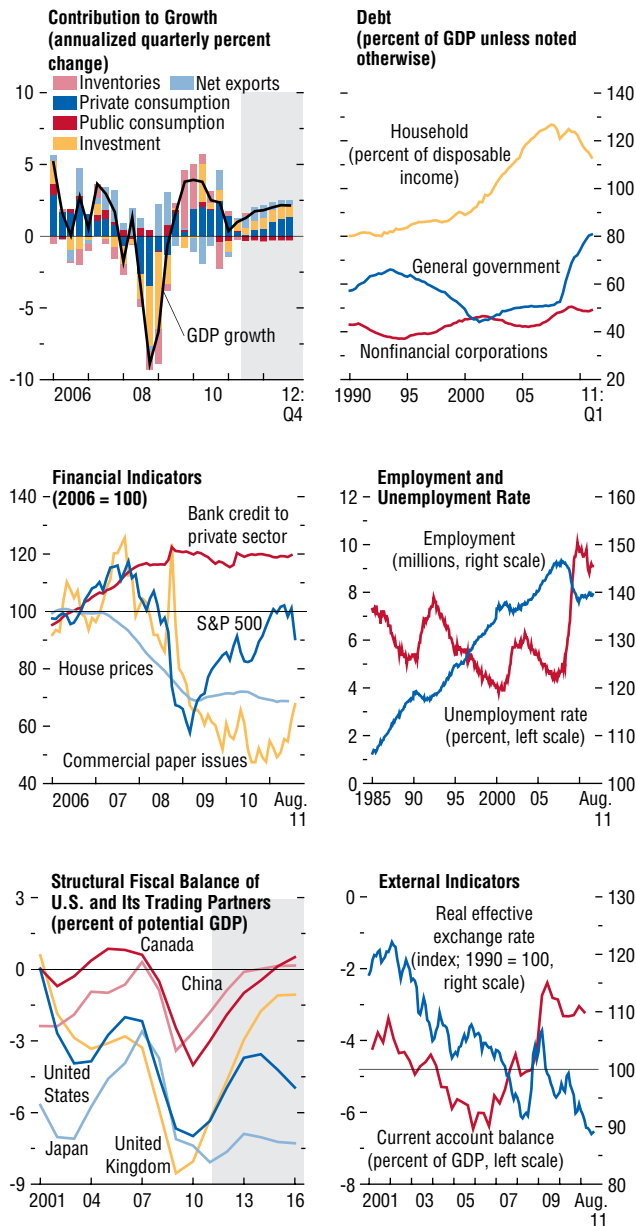 Contribution to Growth
(annualized quarterly percent
change)
Inventories Net exports
Private consumption
Public consumption
Investment
10
5
0
-5
-10
GDP growth
2006 08 10 12:
Q4
Debt
(percent of GDP unless noted
otherwise)
140
120
100
80
60
40
20
Household
(percent of disposable
income)
General government
Nonfinancial corporations
1990 95 2000 11:
Q1
Financial Indicators
(2006 = 100)
140
120
100
80
60
40
Bank credit to
private sector
S&P 500
House prices
Commercial paper issues
2006 07 08 09 10 Aug.
11
Employment and
Unemployment Rate
12
10
8
6
4
2
0
160
150
140
130
120
110
100
Employment
(millions, right scale)
Unemployment rate
(percent, left scale)
1985 90 95 2000 05 Aug.
11
Structural Fiscal Balance of
U.S. and Its Trading Partners
(percent of potential GDP)
3
0
-3
-6
-9
Canada
China
United
States
Japan
United
Kingdom
2001 04 07 10 13 16
External Indicators
0
-2
-4
-6
-8
130
120
110
100
90
80
Real effective
exchange rate
(index; 1990 = 100,
right scale)
Current account balance
(percent of GDP, left scale)
2001 03 05 07 09 Aug.
11